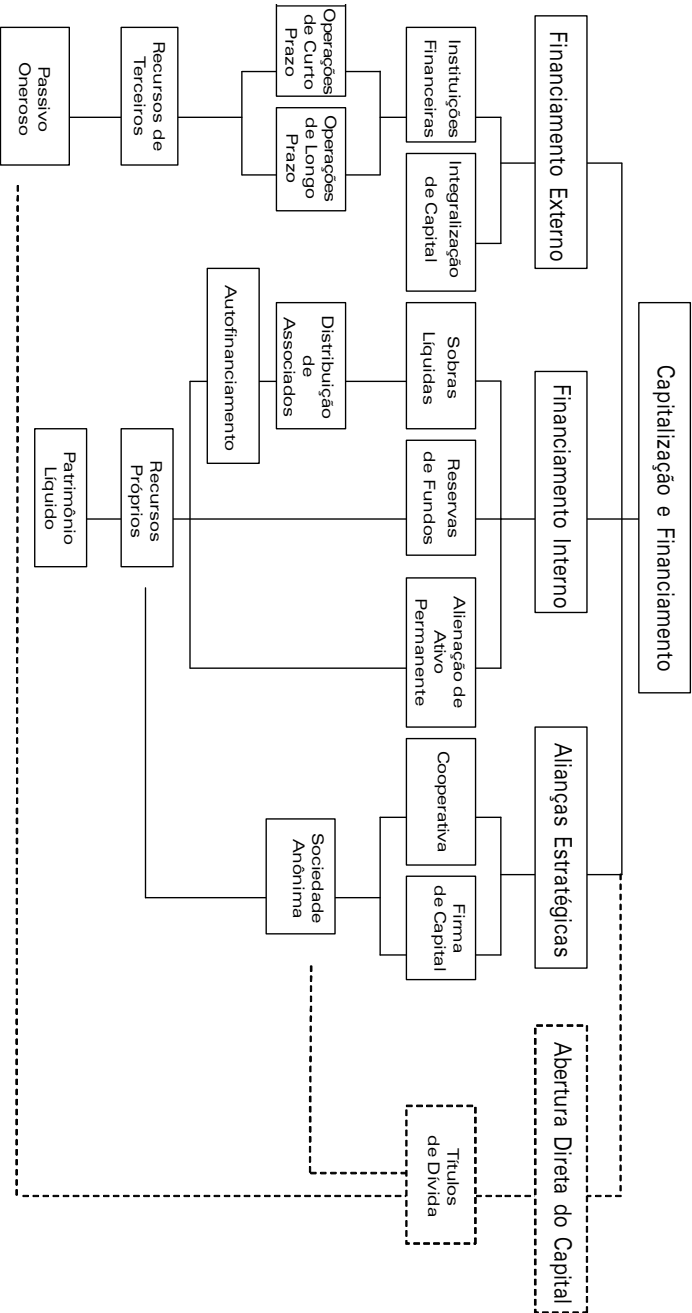 Capitalização e Financiamento
Financiamento Externo
Financiamento Interno
Alianças Estratégicas
Abertura Direta do Capital
Instituições
Financeiras
Integralização
de Capital
Sobras
Líquidas
Reservas
de Fundos
Alienação de
Ativo
Permanente
Cooperativa
Firma
de Capital
Títulos
de Dívida
Operações
de Curto
Prazo
Operações
de Longo
Prazo
Distribuição
de
Associados
Sociedade
Anônima
Autofinanciamento
Recursos de
Terceiros
Recursos
Próprios
Passivo
Oneroso
Patrimônio
Líquido